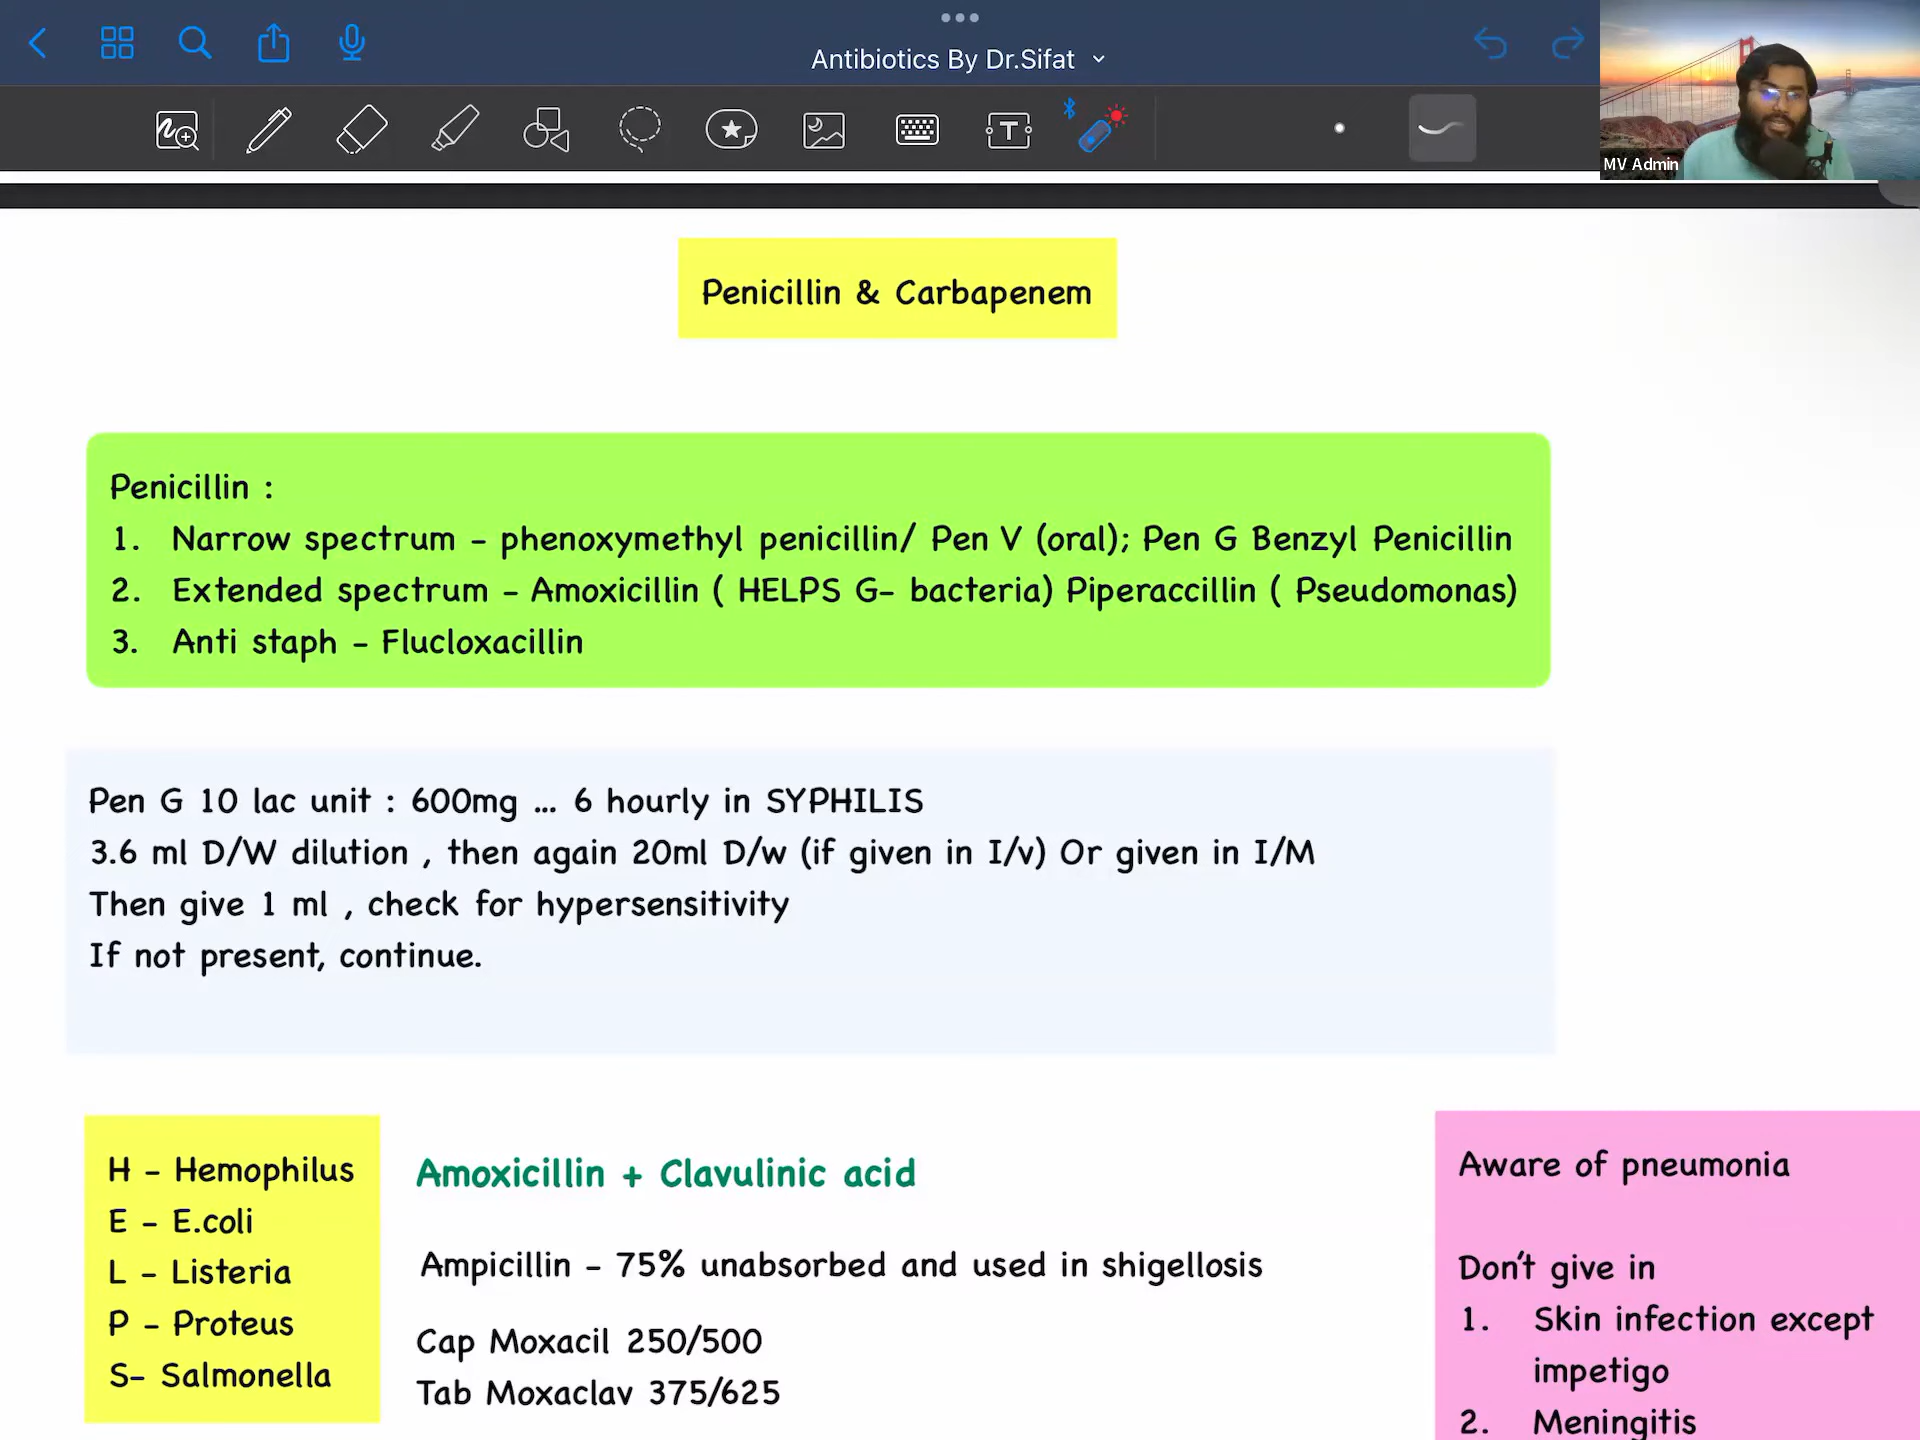 Antibiotics By Dr.Sifat
MV Admin
Penicillin & Carbapenem
Penicillin :
1. Narrow spectrum - phenoxymethyl penicillin/ Pen V (oral); Pen G Benzyl Penicillin
2. Extended spectrum - Amoxicillin ( HELPS G- bacteria) Piperaccillin ( Pseudomonas)
3. Anti staph - Flucloxacillin
Pen G 10 lac unit : 600mg ... 6 hourly in SYPHILIS
3.6 ml D/W dilution , then again 20ml D/w (if given in I/v) Or given in I/M
Then give 1 ml , check for hypersensitivity
If not present, continue.
H - Hemophilus
E - E.coli
L - Listeria
P - Proteus
S- Salmonella
Amoxicillin + Clavulinic acid
Ampicillin - 75% unabsorbed and used in shigellosis
Cap Moxacil 250/500
Tab Moxaclav 375/625
Aware of pneumonia
Don't give in
1. Skin infection except
impetigo
2. Meningitis